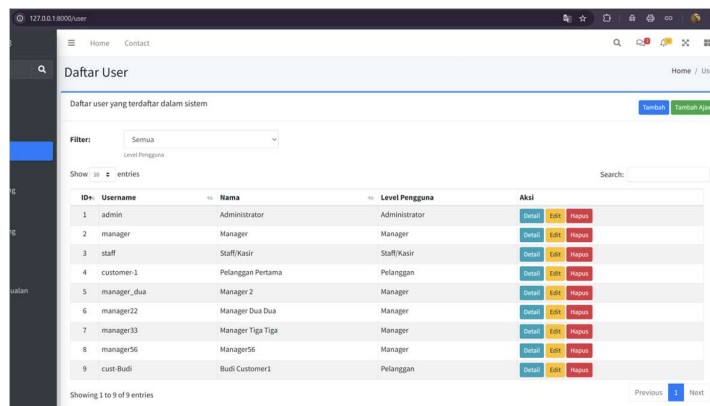 127.0.0.1:8000/user
Home Contact
Daftar User
Home / Us
Daftar user yang terdaftar dalam sistem
Tambah Tambah Ajax
Filter: Semua
Level Pengguna
Show 10 entries
Search:
ID Username Nama Level Pengguna Aksi
1 admin Administrator Administrator Detail Edit Hapus
2 manager Manager Manager Detail Edit Hapus
3 staff Staff/Kasir Staff/Kasir Detail Edit Hapus
4 customer-1 Pelanggan Pertama Pelanggan Detail Edit Hapus
ualan
5 manager_dua Manager 2 Manager Detail Edit Hapus
6 manager22 Manager Dua Dua Manager Detail Edit Hapus
7 manager33 Manager Tiga Tiga Manager Detail Edit Hapus
8 manager56 Manager56 Manager Detail Edit Hapus
9 cust-Budi Budi Customer1 Pelanggan Detail Edit Hapus
Showing 1 to 9 of 9 entries
Previous 1 Next